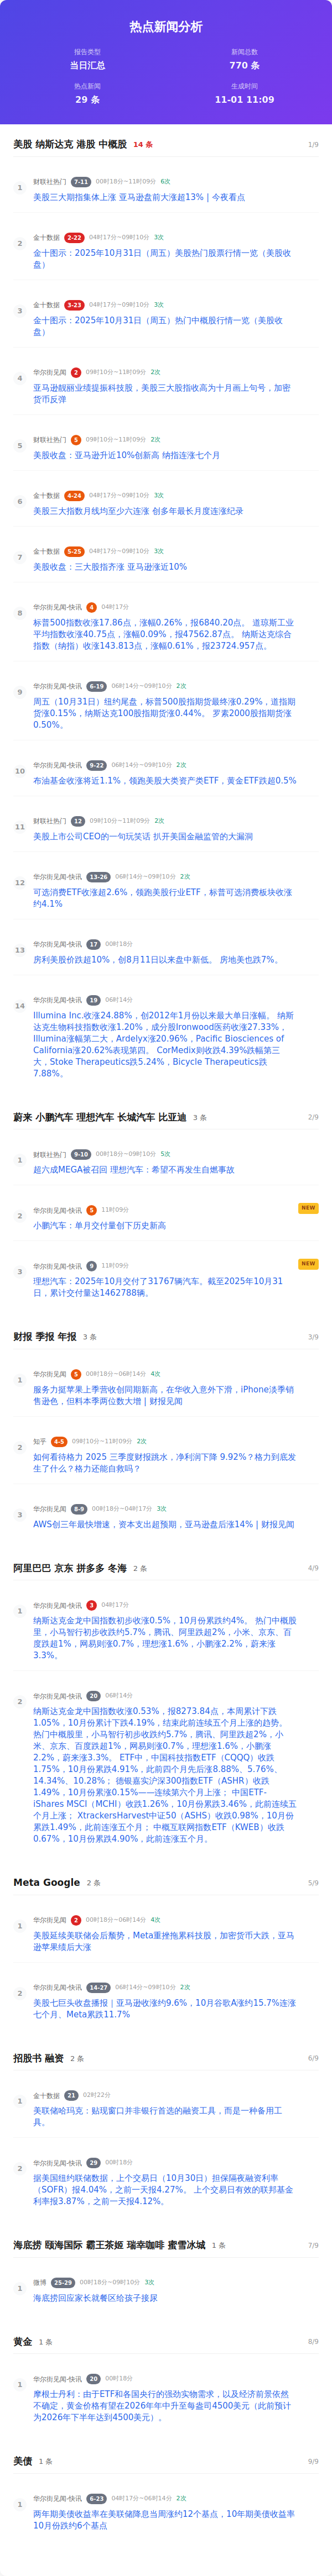 热点新闻分析
报告类型
新闻总数
当日汇总
770 条
热点新闻
生成时间
29 条
11-01 11:09
美股 纳斯达克 港股 中概股 14 条 1/9
1
财联社热门 7-11 00时18分~11时09分 6次
美股三大期指集体上涨 亚马逊盘前大涨超13% | 今夜看点
2
金十数据 2-22 04时17分~09时10分 3次
金十图示：2025年10月31日（周五）美股热门股票行情一览（美股收
盘）
3
金十数据 3-23 04时17分~09时10分 3次
金十图示：2025年10月31日（周五）热门中概股行情一览（美股收
盘）
4
华尔街见闻 2 09时10分~11时09分 2次
亚马逊靓丽业绩提振科技股，美股三大股指收高为十月画上句号，加密
货币反弹
5
财联社热门 5 09时10分~11时09分 2次
美股收盘：亚马逊升近10%创新高 纳指连涨七个月
6
金十数据 4-24 04时17分~09时10分 3次
美股三大指数月线均至少六连涨 创多年最长月度连涨纪录
7
金十数据 5-25 04时17分~09时10分 3次
美股收盘：三大股指齐涨 亚马逊涨近10%
8
华尔街见闻-快讯 4 04时17分
标普500指数收涨17.86点，涨幅0.26%，报6840.20点。 道琼斯工业
平均指数收涨40.75点，涨幅0.09%，报47562.87点。 纳斯达克综合
指数（纳指）收涨143.813点，涨幅0.61%，报23724.957点。
9
华尔街见闻-快讯 6-19 06时14分~09时10分 2次
周五（10月31日）纽约尾盘，标普500股指期货最终涨0.29%，道指期
货涨0.15%，纳斯达克100股指期货涨0.44%。 罗素2000股指期货涨
0.50%。
10
华尔街见闻-快讯 9-22 06时14分~09时10分 2次
布油基金收涨将近1.1%，领跑美股大类资产类ETF，黄金ETF跌超0.5%
11
财联社热门 12 09时10分~11时09分 2次
美股上市公司CEO的一句玩笑话 扒开美国金融监管的大漏洞
12
华尔街见闻-快讯 13-26 06时14分~09时10分 2次
可选消费ETF收涨超2.6%，领跑美股行业ETF，标普可选消费板块收涨
约4.1%
13
华尔街见闻-快讯 17 00时18分
房利美股价跌超10%，创8月11日以来盘中新低。 房地美也跌7%。
14
华尔街见闻-快讯 19 06时14分
Illumina Inc.收涨24.88%，创2012年1月份以来最大单日涨幅。 纳斯
达克生物科技指数收涨1.20%，成分股Ironwood医药收涨27.33%，
Illumina涨幅第二大，Ardelyx涨20.96%，Pacific Biosciences of
California涨20.62%表现第四。 CorMedix则收跌4.39%跌幅第三
大，Stoke Therapeutics跌5.24%，Bicycle Therapeutics跌
7.88%。
蔚来 小鹏汽车 理想汽车 长城汽车 比亚迪 3 条 2/9
1
财联社热门 9-10 00时18分~09时10分 5次
超六成MEGA被召回 理想汽车：希望不再发生自燃事故
2
华尔街见闻-快讯 5 11时09分
NEW
小鹏汽车：单月交付量创下历史新高
3
华尔街见闻-快讯 9 11时09分
NEW
理想汽车：2025年10月交付了31767辆汽车。截至2025年10月31
日，累计交付量达1462788辆。
财报 季报 年报 3 条 3/9
1
华尔街见闻 5 00时18分~06时14分 4次
服务力挺苹果上季营收创同期新高，在华收入意外下滑，iPhone淡季销
售逊色，但料本季两位数大增 | 财报见闻
2
知乎 4-5 09时10分~11时09分 2次
如何看待格力 2025 三季度财报跳水，净利润下降 9.92%？格力到底发
生了什么？格力还能自救吗？
3
华尔街见闻 8-9 00时18分~04时17分 3次
AWS创三年最快增速，资本支出超预期，亚马逊盘后涨14% | 财报见闻
阿里巴巴 京东 拼多多 冬海 2 条 4/9
1
华尔街见闻-快讯 3 04时17分
纳斯达克金龙中国指数初步收涨0.5%，10月份累跌约4%。 热门中概股
里，小马智行初步收跌约5.7%，腾讯、阿里跌超2%，小米、京东、百
度跌超1%，网易则涨0.7%，理想涨1.6%，小鹏涨2.2%，蔚来涨
3.3%。
2
华尔街见闻-快讯 20 06时14分
纳斯达克金龙中国指数收涨0.53%，报8273.84点，本周累计下跌
1.05%，10月份累计下跌4.19%，结束此前连续五个月上涨的趋势。
热门中概股里，小马智行初步收跌约5.7%，腾讯、阿里跌超2%，小
米、京东、百度跌超1%，网易则涨0.7%，理想涨1.6%，小鹏涨
2.2%，蔚来涨3.3%。 ETF中，中国科技指数ETF（CQQQ）收跌
1.75%，10月份累跌4.91%，此前四个月先后涨8.88%、5.76%、
14.34%、10.28%； 德银嘉实沪深300指数ETF（ASHR）收跌
1.49%，10月份累涨0.15%——连续第六个月上涨； 中国ETF-
iShares MSCI（MCHI）收跌1.26%，10月份累跌3.46%，此前连续五
个月上涨； XtrackersHarvest中证50（ASHS）收跌0.98%，10月份
累跌1.49%，此前连涨五个月； 中概互联网指数ETF（KWEB）收跌
0.67%，10月份累跌4.90%，此前连涨五个月。
Meta Google 2 条 5/9
1
华尔街见闻 2 00时18分~06时14分 4次
美股延续美联储会后颓势，Meta重挫拖累科技股，加密货币大跌，亚马
逊苹果绩后大涨
2
华尔街见闻-快讯 14-27 06时14分~09时10分 2次
美股七巨头收盘播报｜亚马逊收涨约9.6%，10月谷歌A涨约15.7%连涨
七个月、Meta累跌11.7%
招股书 融资 2 条 6/9
1
金十数据 21 02时22分
美联储哈玛克：贴现窗口并非银行首选的融资工具，而是一种备用工
具。
2
华尔街见闻-快讯 29 00时18分
据美国纽约联储数据，上个交易日（10月30日）担保隔夜融资利率
（SOFR）报4.04%，之前一天报4.27%。 上个交易日有效的联邦基金
利率报3.87%，之前一天报4.12%。
海底捞 颐海国际 霸王茶姬 瑞幸咖啡 蜜雪冰城 1 条 7/9
1
微博 25-29 00时18分~09时10分 3次
海底捞回应家长就餐区给孩子接尿
黄金 1 条 8/9
1
华尔街见闻-快讯 20 00时18分
摩根士丹利：由于ETF和各国央行的强劲实物需求，以及经济前景依然
不确定，黄金价格有望在2026年年中升至每盎司4500美元（此前预计
为2026年下半年达到4500美元）。
美债 1 条 9/9
1
华尔街见闻-快讯 6-23 04时17分~06时14分 2次
两年期美债收益率在美联储降息当周涨约12个基点，10年期美债收益率
10月份跌约6个基点